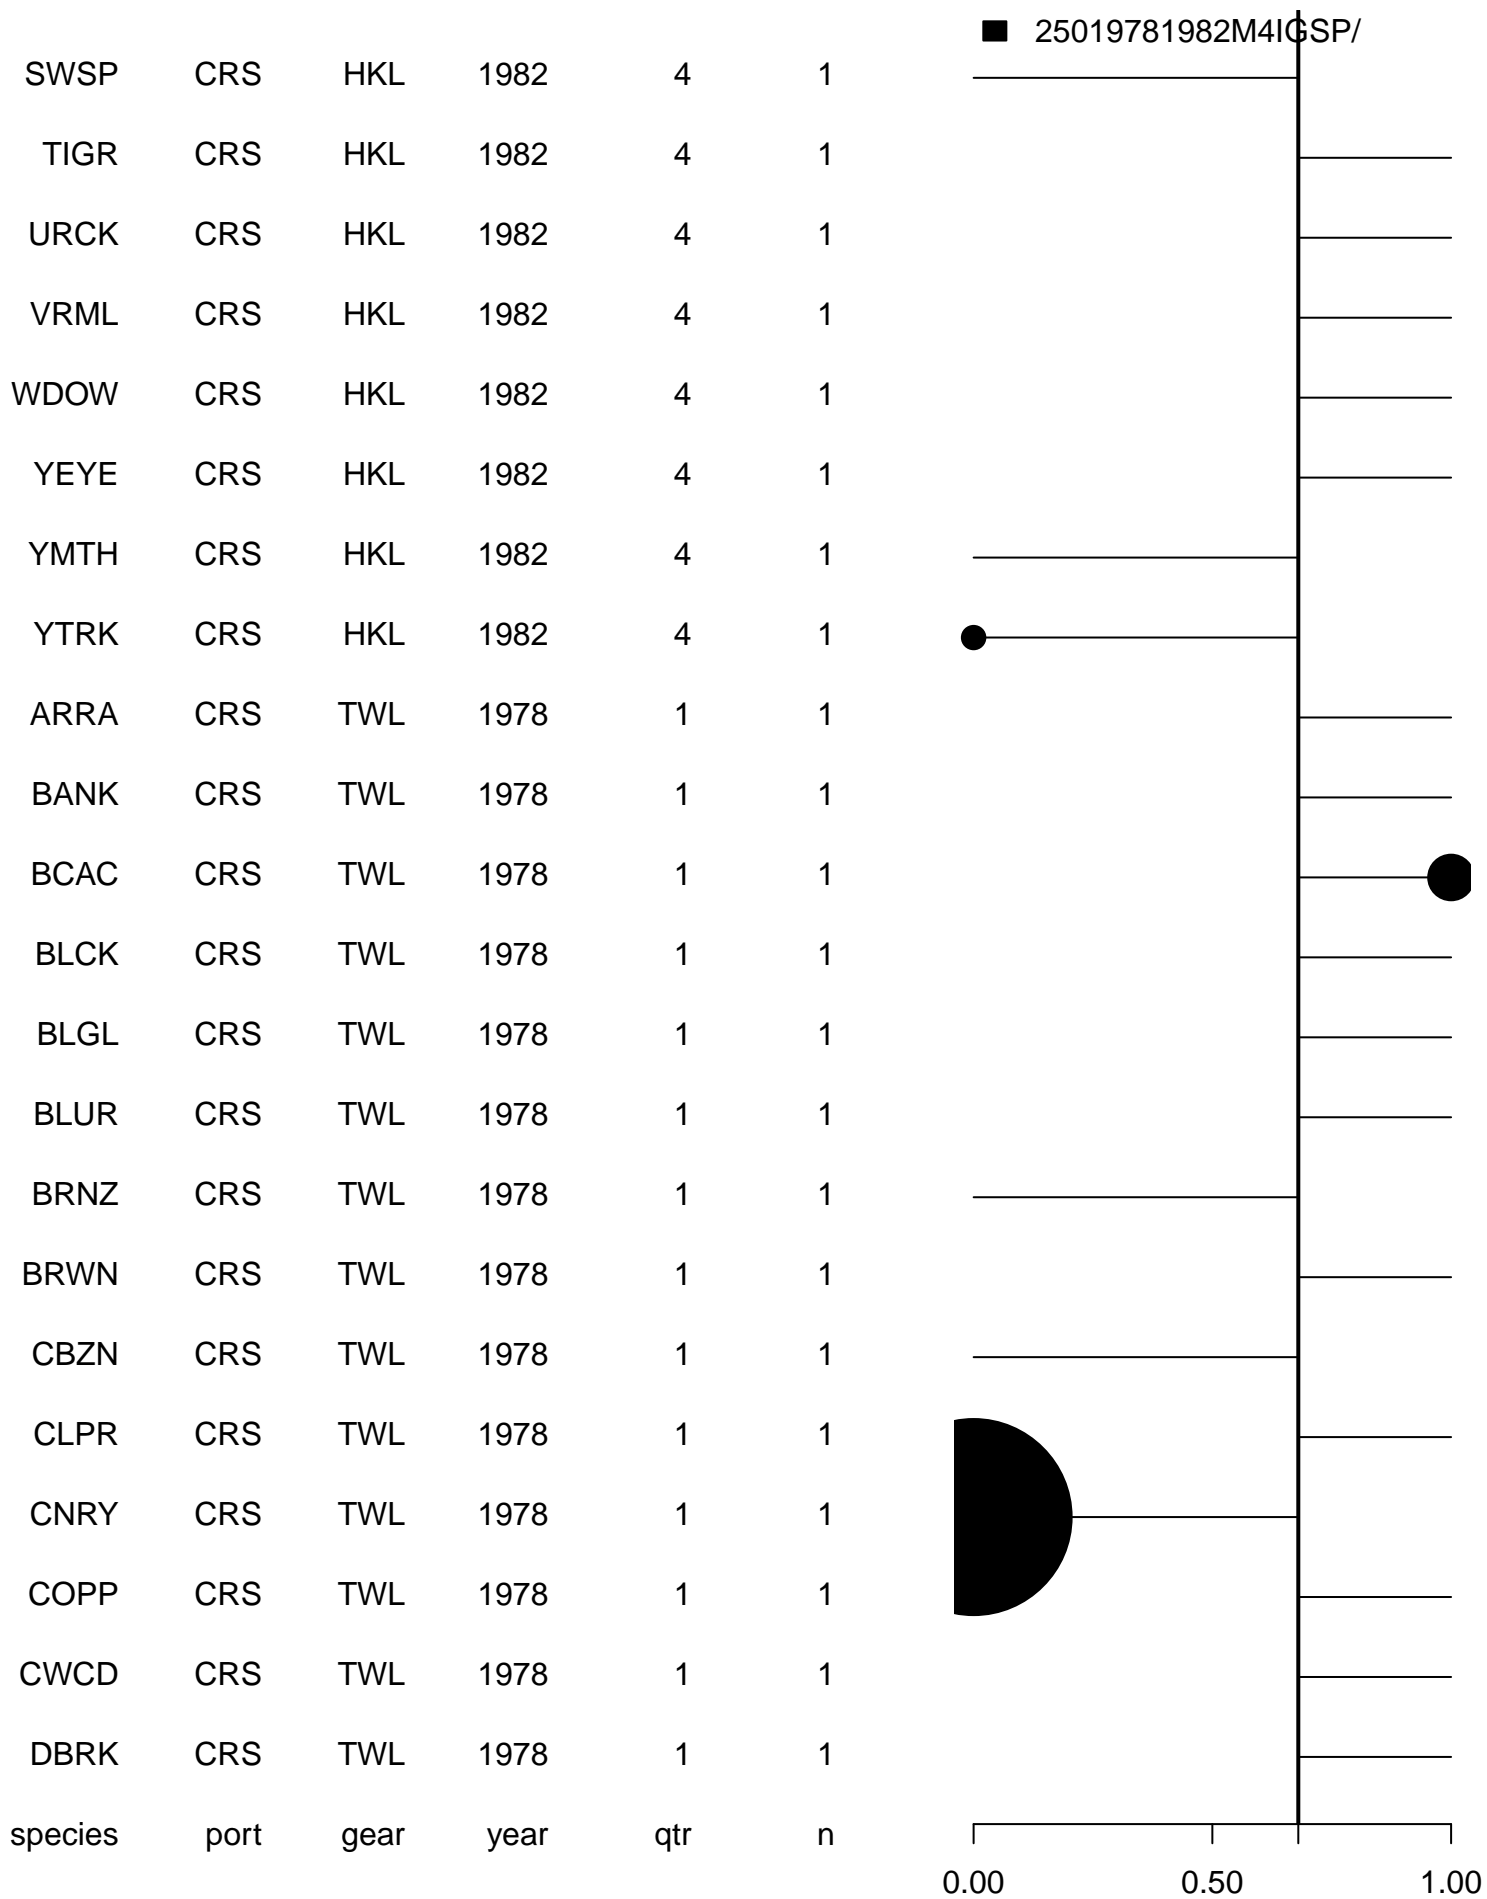 25019781982M4IGSP/
SWSP CRS HKL 1982 4 1
TIGR CRS HKL 1982 4 1
URCK CRS HKL 1982 4 1
VRML CRS HKL 1982 4 1
WDOW CRS HKL 1982 4 1
YEYE CRS HKL 1982 4 1
YMTH CRS HKL 1982 4 1
YTRK CRS HKL 1982 4 1
ARRA CRS TWL 1978 1 1
BANK CRS TWL 1978 1 1
BCAC CRS TWL 1978 1 1
BLCK CRS TWL 1978 1 1
BLGL CRS TWL 1978 1 1
BLUR CRS TWL 1978 1 1
BRNZ CRS TWL 1978 1 1
BRWN CRS TWL 1978 1 1
CBZN CRS TWL 1978 1 1
CLPR CRS TWL 1978 1 1
CNRY CRS TWL 1978 1 1
COPP CRS TWL 1978 1 1
CWCD CRS TWL 1978 1 1
DBRK CRS TWL 1978 1 1
species port gear year qtr n
0.00 0.50 1.00